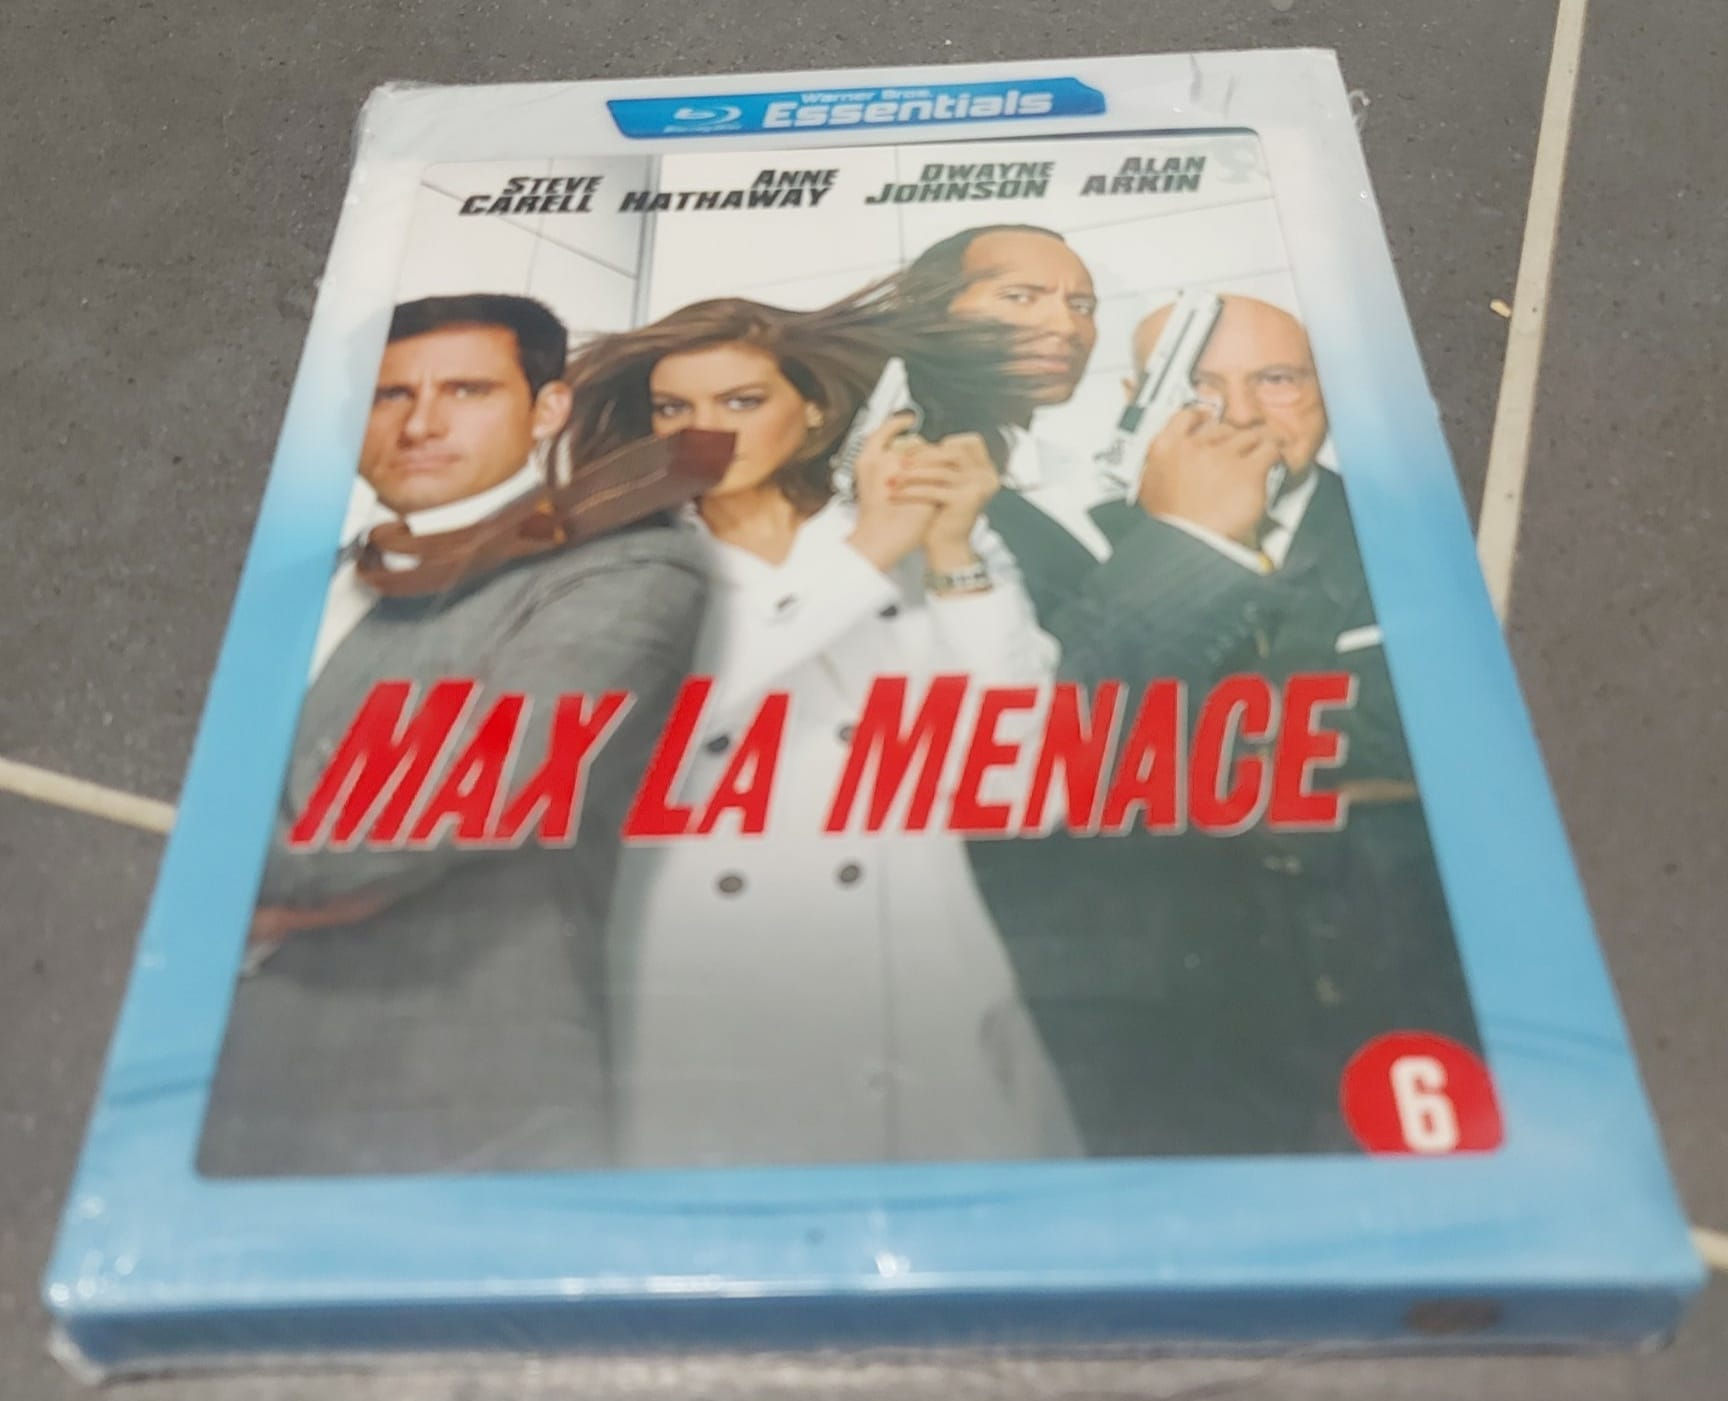 Warner Bros.
Essentials
STEVE CARELL
ANNE HATHAWAY
DWAYNE JOHNSON
ALAN ARKIN
MAX LA MENACE
6